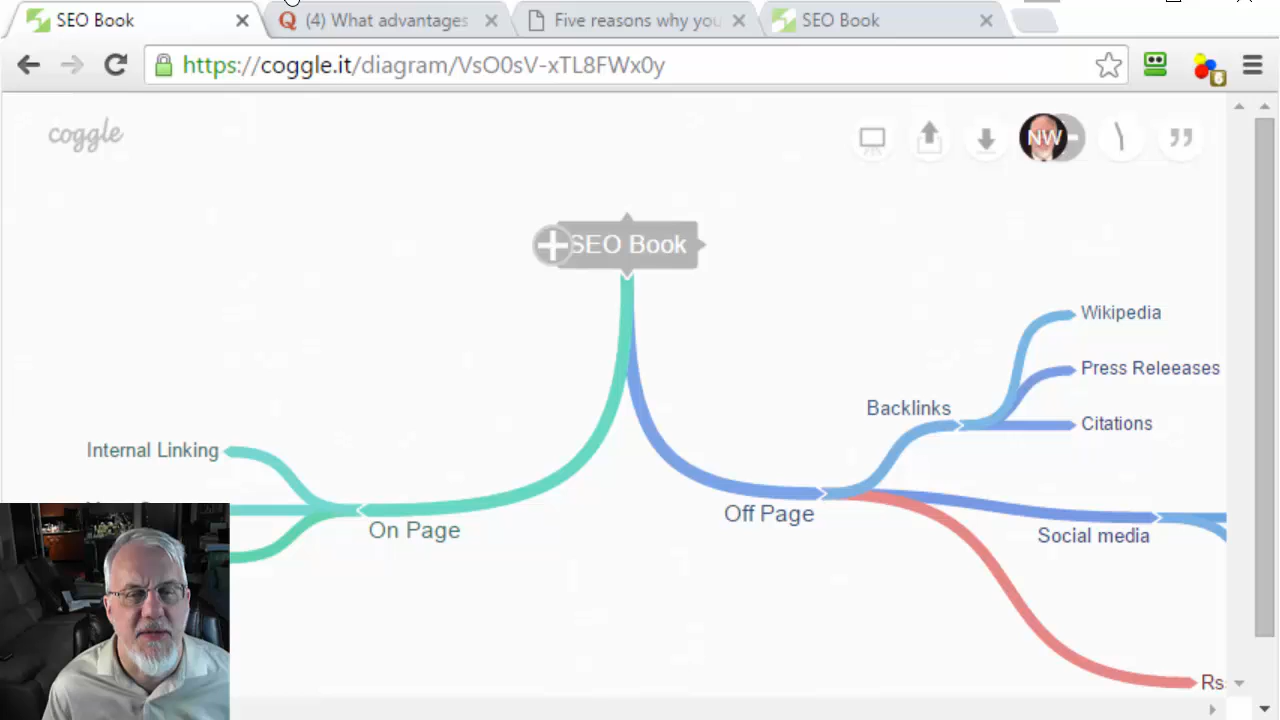 SEO Book
(4) What advantages
Five reasons why you
SEO Book
https://coggle.it/diagram/VsO0sV-xTL8FWx0y
6
coggle
NW
SEO Book
Wikipedia
Press Releeases
Backlinks
Citations
Internal Linking
On Page
Off Page
Social media
Rs